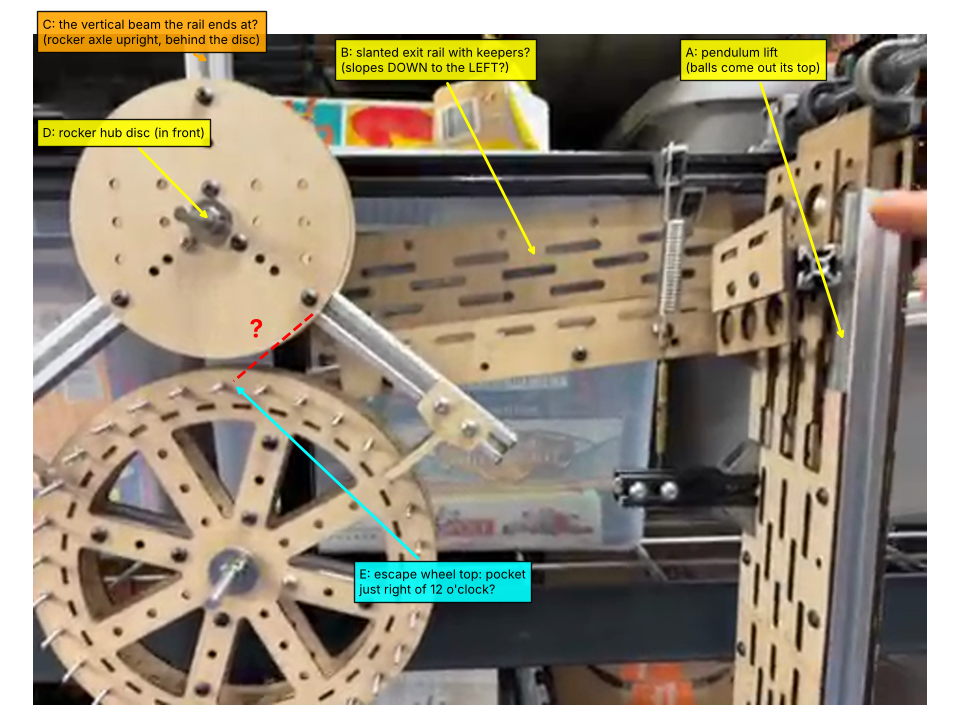 C: the vertical beam the rail ends at?
(rocker axle upright, behind the disc)
B: slanted exit rail with keepers?
(slopes DOWN to the LEFT?)
A: pendulum lift
(balls come out its top)
D: rocker hub disc (in front)
?
E: escape wheel top: pocket
just right of 12 o'clock?